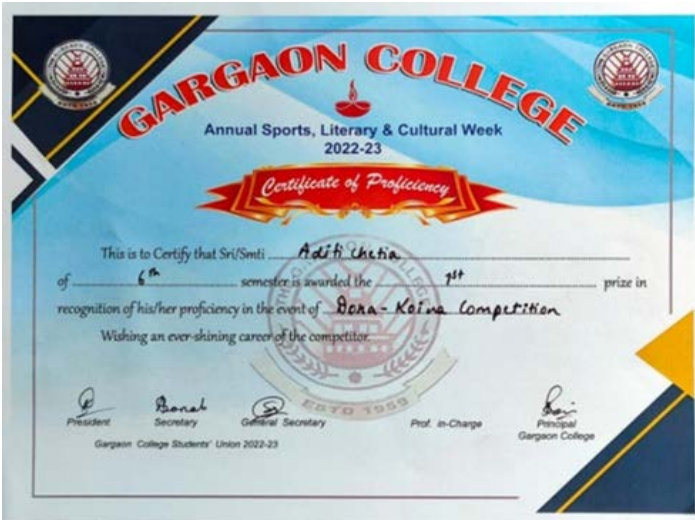 GARGAON COLLEGE
Annual Sports, Literary & Cultural Week
2022-23
Certificate of Proficiency
This is to Certify that Sri/Smti Aditi Chetia
of 6th semester is awarded the 1st prize in
recognition of his/her proficiency in the event of Dora - Koina Competition
Wishing an ever-shining career of the competitor.
ESTD 1959
President Secretary General Secretary Prof. in-Charge Principal
Gargaon College Students' Union 2022-23 Gargaon College